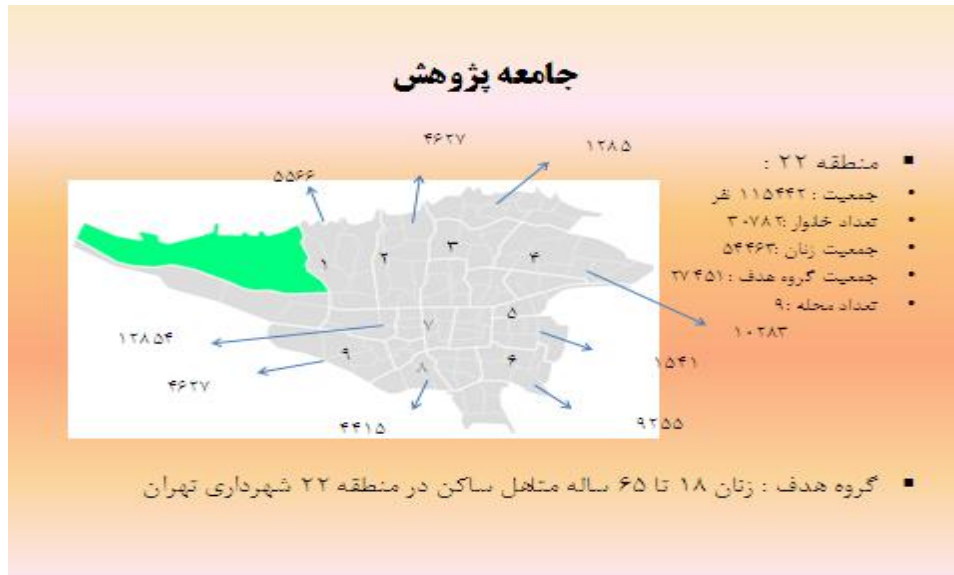 جامعه پژوهش
▪ منطقه ۲۲ :
• جمعیت : ۱۱۵۴۴۲ نفر
• تعداد خانوار :۳۰۷۸۲
• جمعیت زنان :۵۴۴۶۳
• جمعیت گروه هدف : ۲۷۴۵۱
• تعداد محله :۹
۴۶۲۷
۱۲۸۵
۵۵۶۶
۱
۲
۳
۴
۵
۶
۷
۸
۹
۱۰۲۸۳
۱۲۸۵۴
۱۵۴۱
۴۶۲۷
۹۲۵۵
۴۴۱۵
▪ گروه هدف : زنان ۱۸ تا ۶۵ ساله متاهل ساکن در منطقه ۲۲ شهرداری تهران